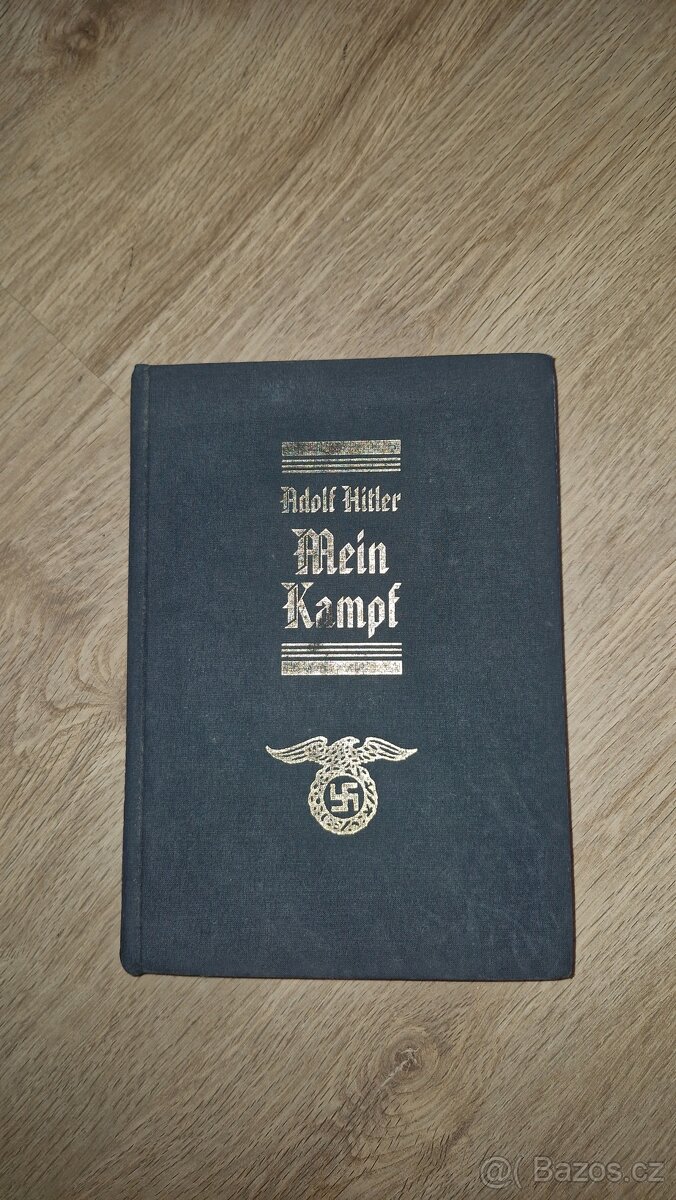 Adolf Hitler
Mein
Kampf
@( Bazos.cz